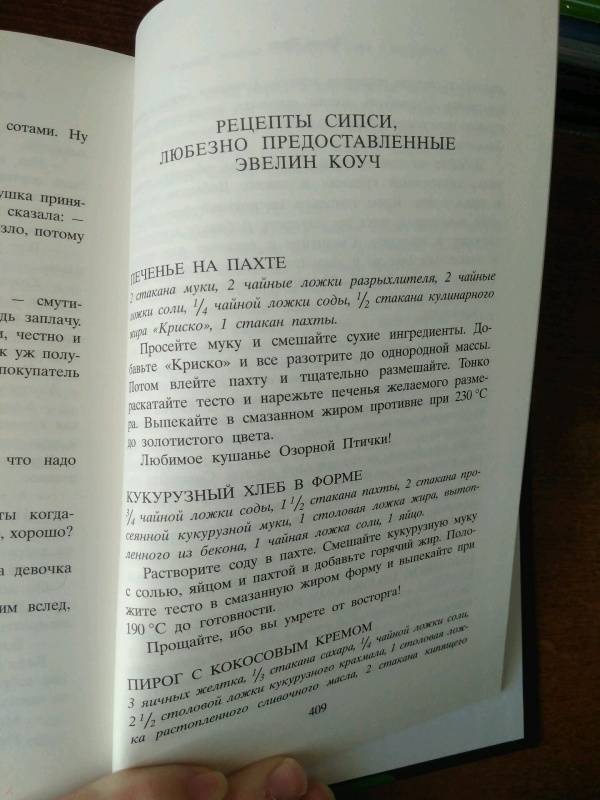 сотами. Ну
ушка приня-
сказала: —
зло, потому
— смути-
дь заплачу.
и, честно и
к уж полу-
покупатель
что надо
ты когда-
, хорошо?
а девочка
им вслед,
РЕЦЕПТЫ СИПСИ,
ЛЮБЕЗНО ПРЕДОСТАВЛЕННЫЕ
ЭВЕЛИН КОУЧ
ПЕЧЕНЬЕ НА ПАХТЕ
2 стакана муки, 2 чайные ложки разрыхлителя, 2 чайные
ложки соли, 1/4 чайной ложки соды, 1/2 стакана кулинарного
жира «Криско», 1 стакан пахты.
Просейте муку и смешайте сухие ингредиенты. До-
бавьте «Криско» и все разотрите до однородной массы.
Потом влейте пахту и тщательно размешайте. Тонко
раскатайте тесто и нарежьте печенья желаемого разме-
ра. Выпекайте в смазанном жиром противне при 230 °C
до золотистого цвета.
Любимое кушанье Озорной Птички!
КУКУРУЗНЫЙ ХЛЕБ В ФОРМЕ
3/4 чайной ложки соды, 1 1/2 стакана пахты, 2 стакана про-
сеянной кукурузной муки, 1 столовая ложка жира, вытоп-
ленного из бекона, 1 чайная ложка соли, 1 яйцо.
Растворите соду в пахте. Смешайте кукурузную муку
с солью, яйцом и пахтой и добавьте горячий жир. Поло-
жите тесто в смазанную жиром форму и выпекайте при
190 °C до готовности.
Прощайте, ибо вы умрете от восторга!
ПИРОГ С КОКОСОВЫМ КРЕМОМ
3 яичных желтка, 1/3 стакана сахара, 1/4 чайной ложки соли,
2 1/2 столовой ложки кукурузного крахмала, 1 столовая лож-
ка растопленного сливочного масла, 2 стакана кипящего
409